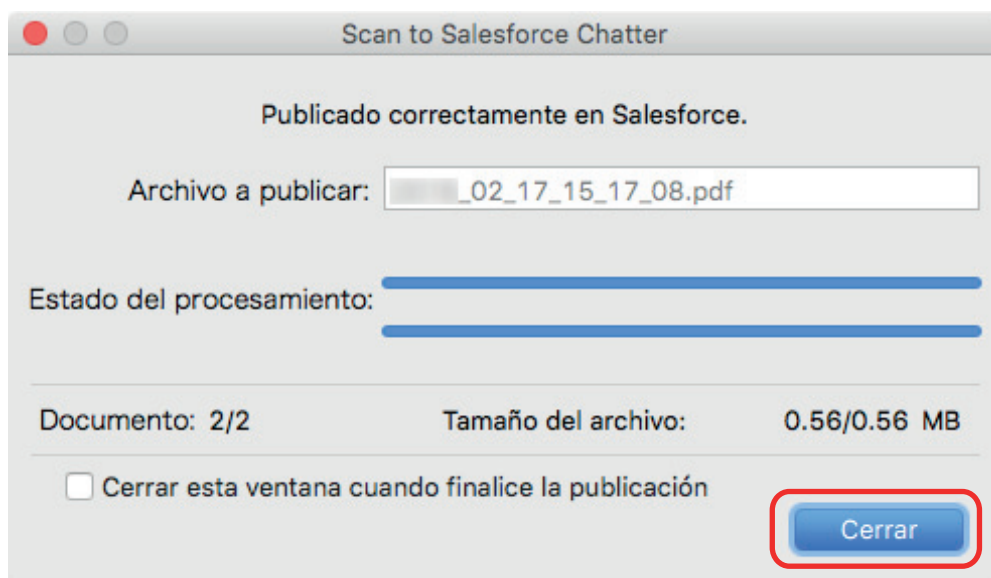 Scan to Salesforce Chatter
Publicado correctamente en Salesforce.
Archivo a publicar: _02_17_15_17_08.pdf
Estado del procesamiento:
Documento: 2/2 Tamaño del archivo: 0.56/0.56 MB
Cerrar esta ventana cuando finalice la publicación
Cerrar